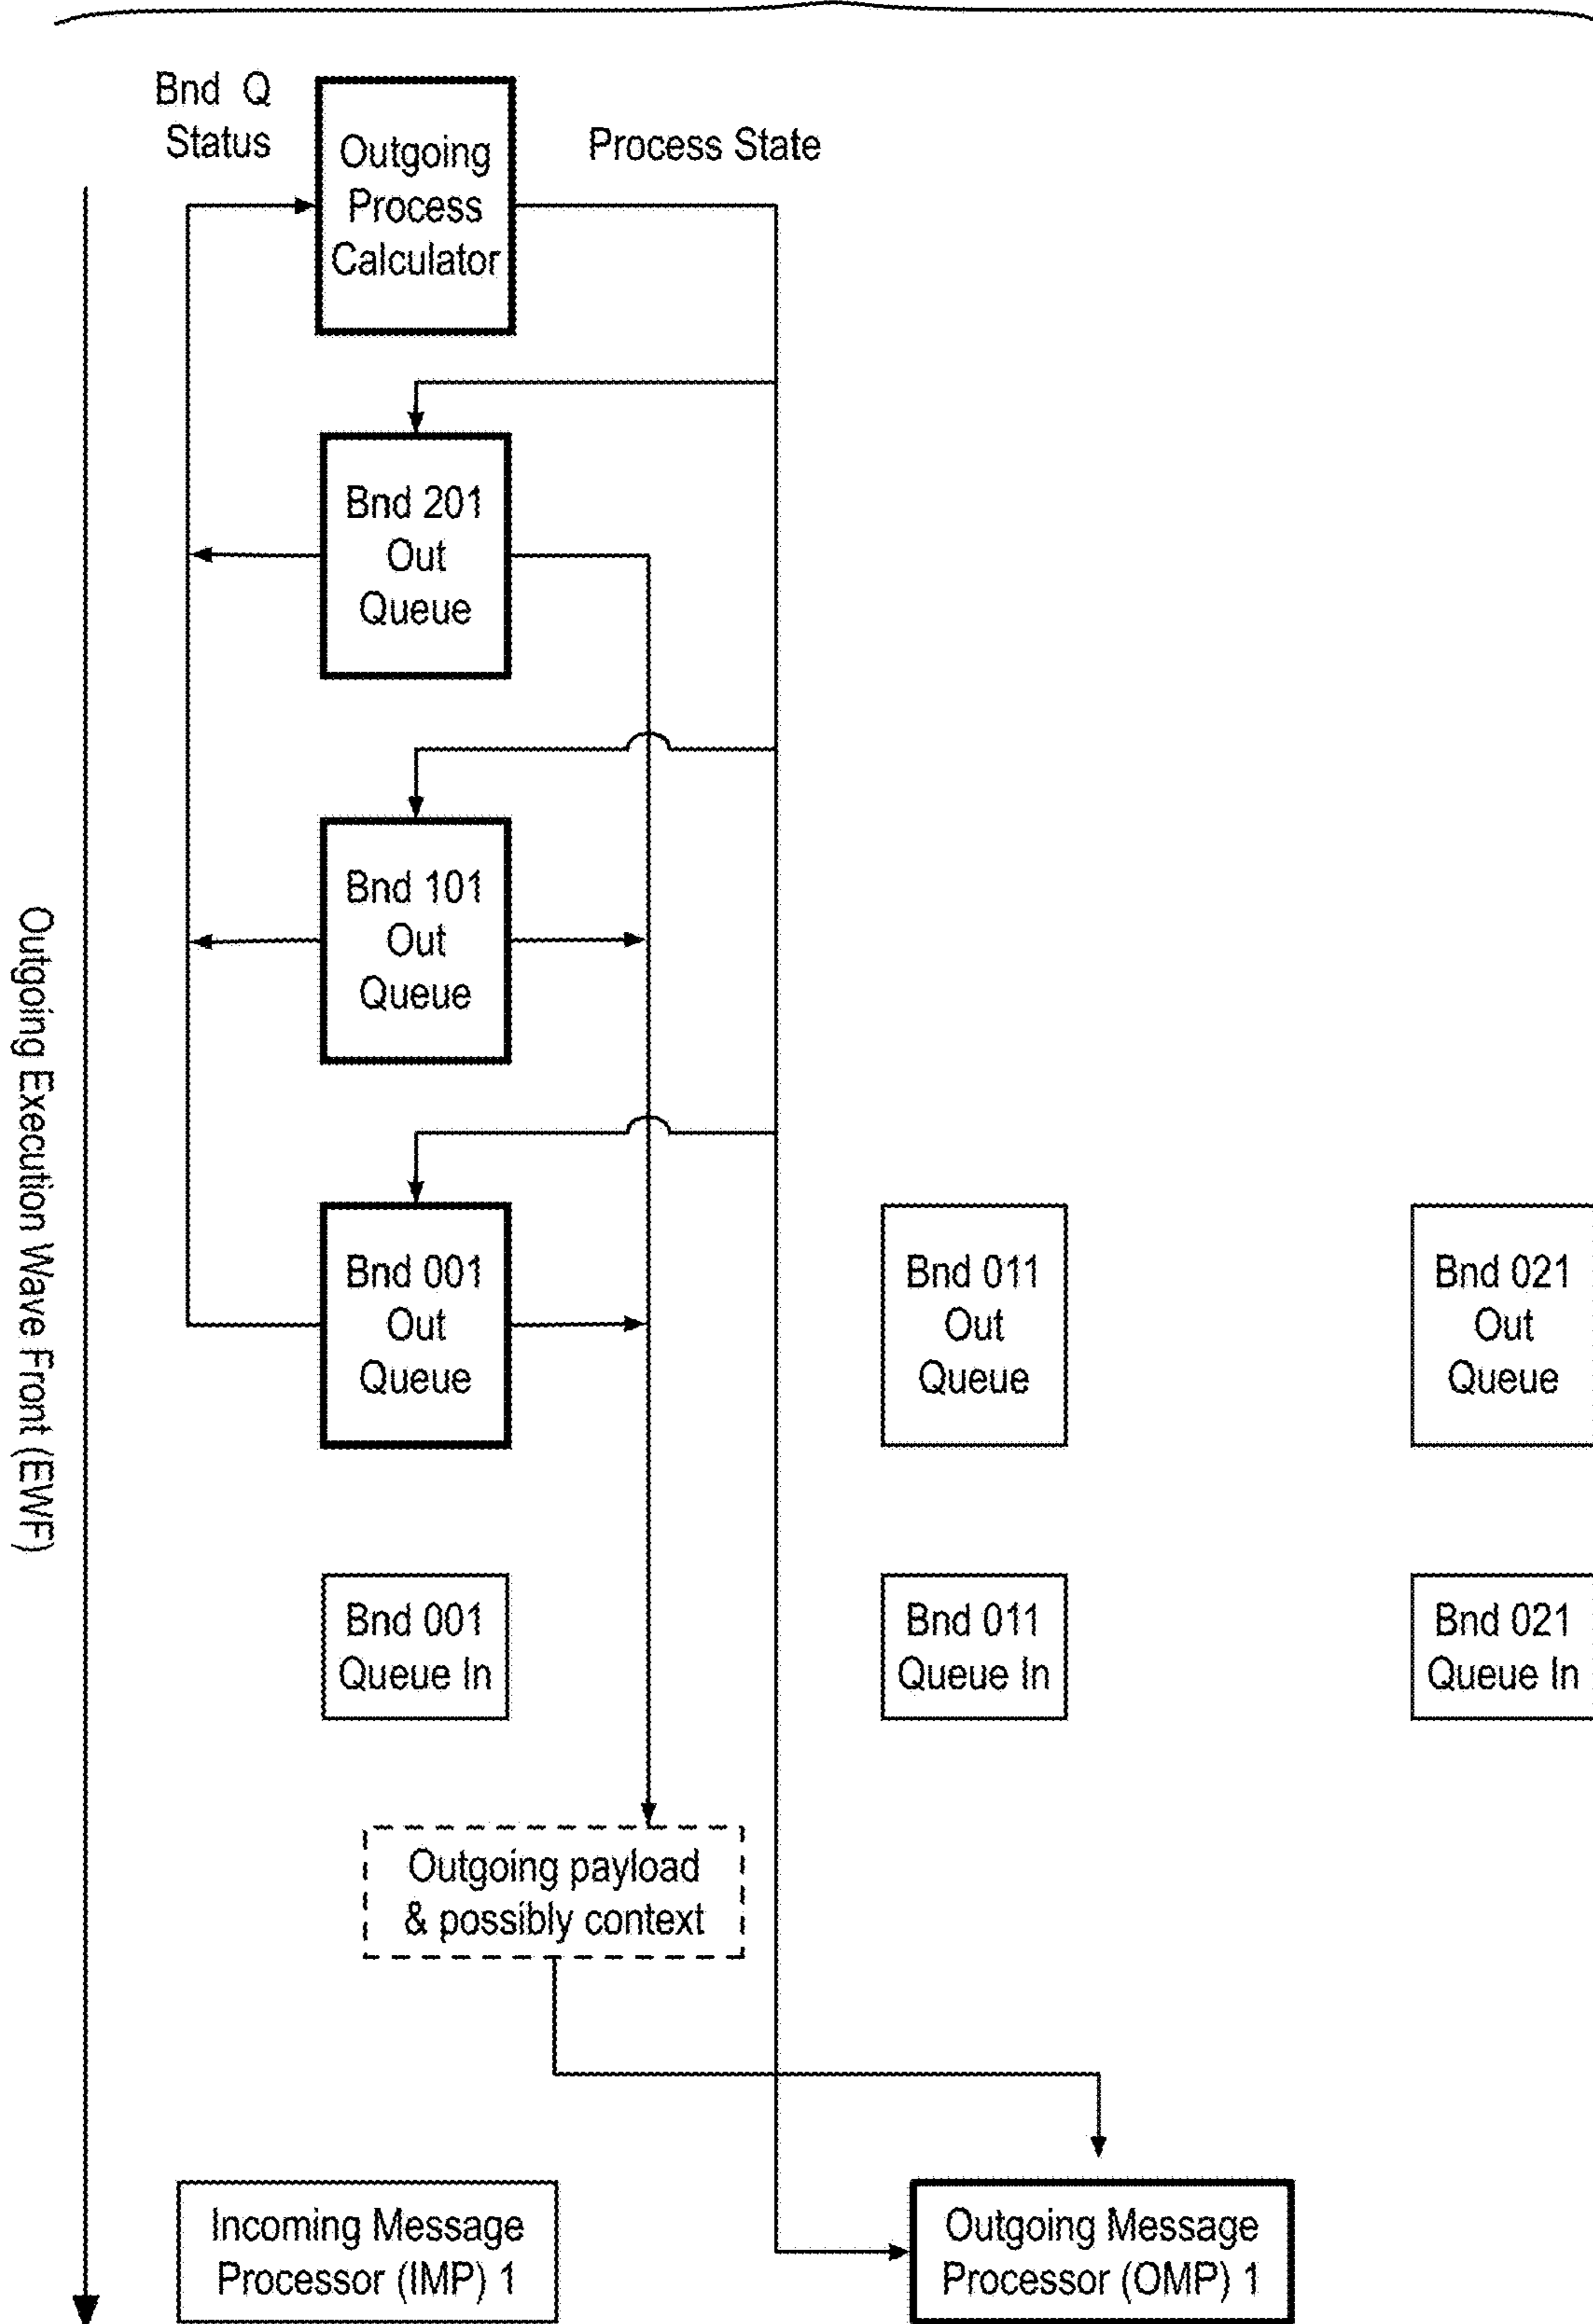 Bnd Q
Status
Outgoing
Process
Calculator
Process State
Bnd 201
Out
Queue
Bnd 101
Out
Queue
Outgoing Execution Wave Front (EWF)
Bnd 001
Out
Queue
Bnd 011
Out
Queue
Bnd 021
Out
Queue
Bnd 001
Queue In
Bnd 011
Queue In
Bnd 021
Queue In
Outgoing payload
& possibly context
Incoming Message
Processor (IMP) 1
Outgoing Message
Processor (OMP) 1